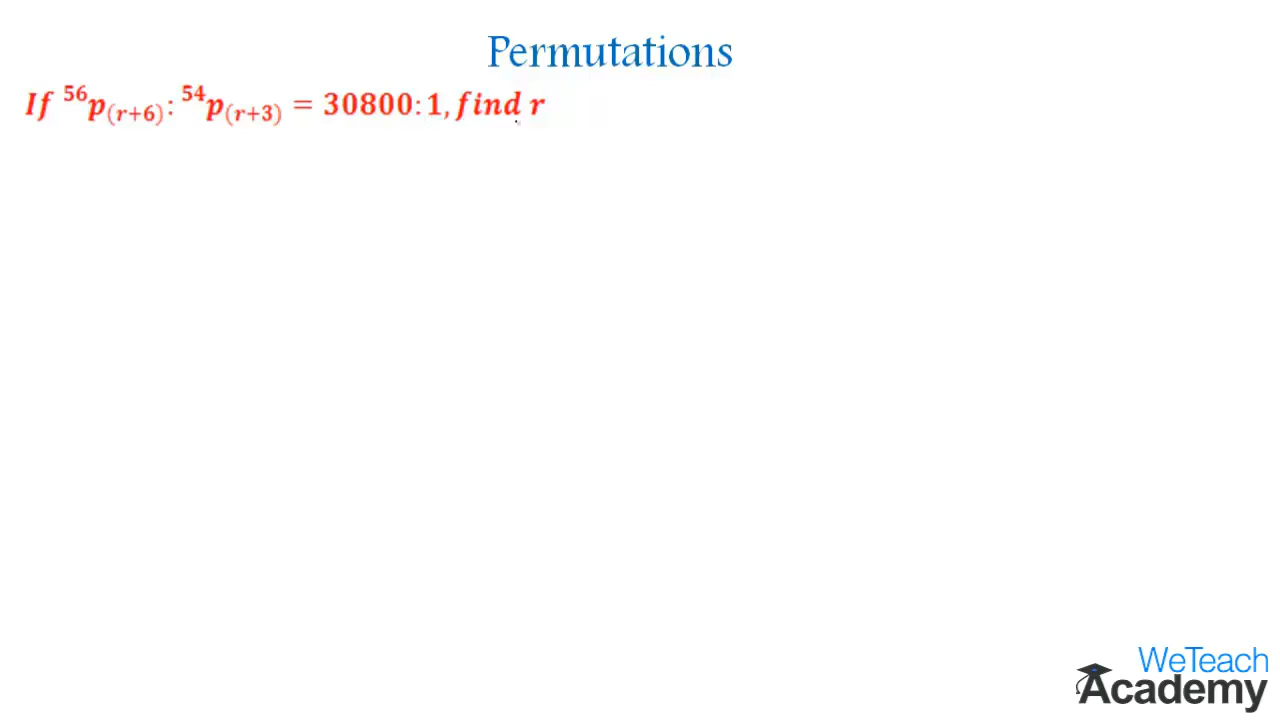 Permutations
If ⁵⁶p₍ᵣ₊₆₎: ⁵⁴p₍ᵣ₊₃₎ = 30800:1, find r
WeTeach
Academy